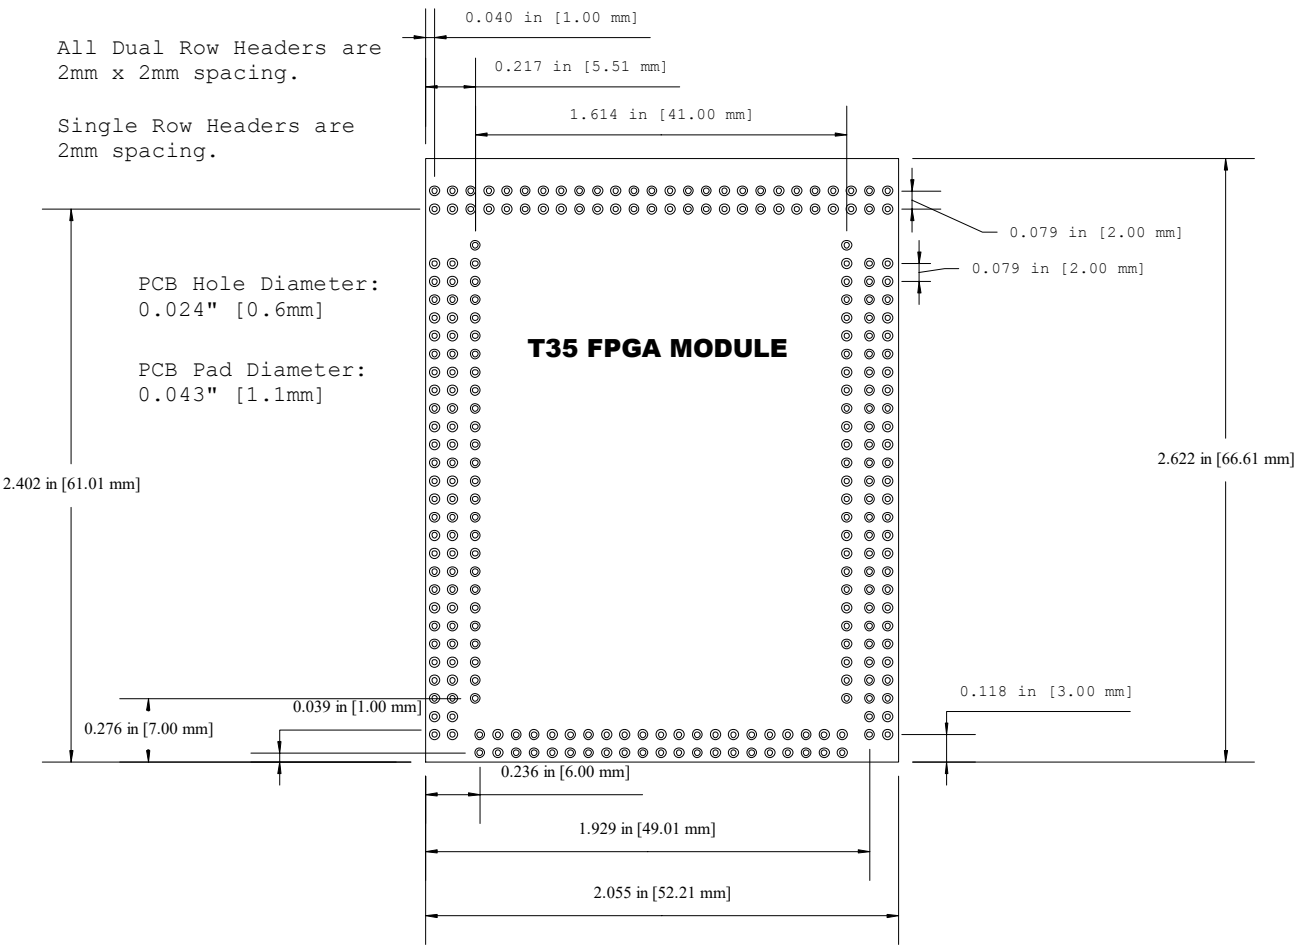 0.040 in [1.00 mm]
All Dual Row Headers are
2mm x 2mm spacing.
0.217 in [5.51 mm]
1.614 in [41.00 mm]
Single Row Headers are
2mm spacing.
0.079 in [2.00 mm]
0.079 in [2.00 mm]
PCB Hole Diameter:
0.024" [0.6mm]
T35 FPGA MODULE
PCB Pad Diameter:
0.043" [1.1mm]
2.622 in [66.61 mm]
2.402 in [61.01 mm]
0.118 in [3.00 mm]
0.039 in [1.00 mm]
0.276 in [7.00 mm]
0.236 in [6.00 mm]
1.929 in [49.01 mm]
2.055 in [52.21 mm]